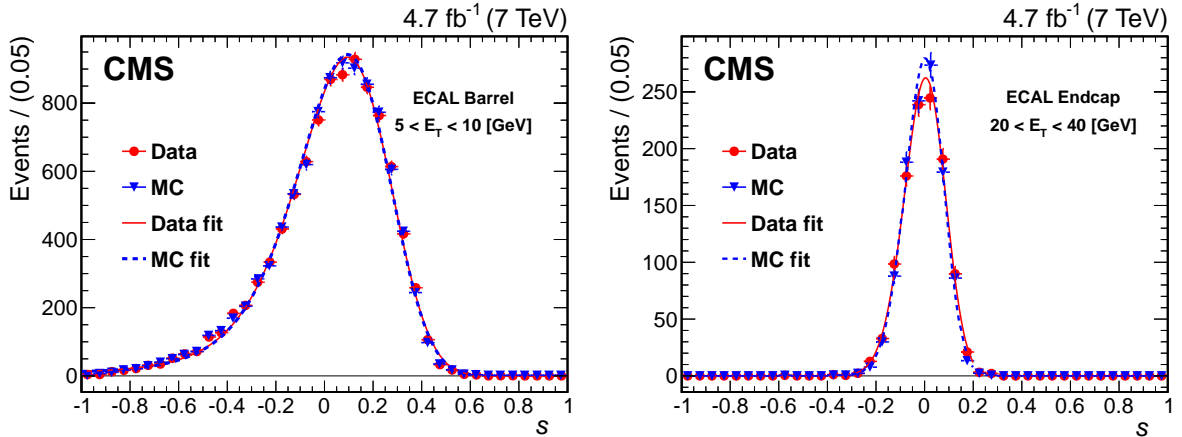 4.7 fb-1 (7 TeV)
CMS
ECAL Barrel
5 < ET < 10 [GeV]
Data
MC
Data fit
MC fit
Events / (0.05)
800
600
400
200
0
-1 -0.8 -0.6 -0.4 -0.2 0 0.2 0.4 0.6 0.8 1
s
4.7 fb-1 (7 TeV)
CMS
ECAL Endcap
20 < ET < 40 [GeV]
Data
MC
Data fit
MC fit
Events / (0.05)
250
200
150
100
50
0
-1 -0.8 -0.6 -0.4 -0.2 0 0.2 0.4 0.6 0.8 1
s